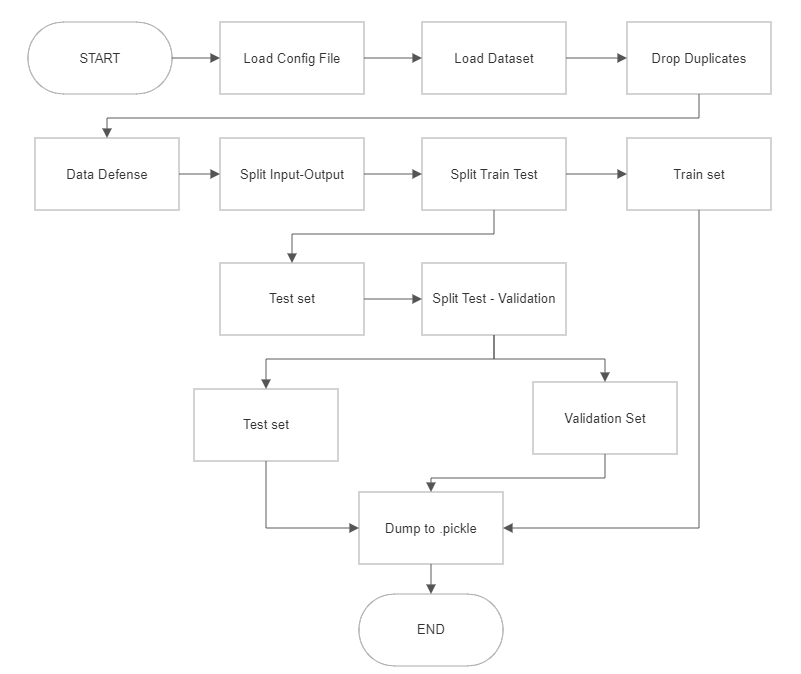 START
Load Config File
Load Dataset
Drop Duplicates
Data Defense
Split Input-Output
Split Train Test
Train set
Test set
Split Test - Validation
Test set
Validation Set
Dump to .pickle
END